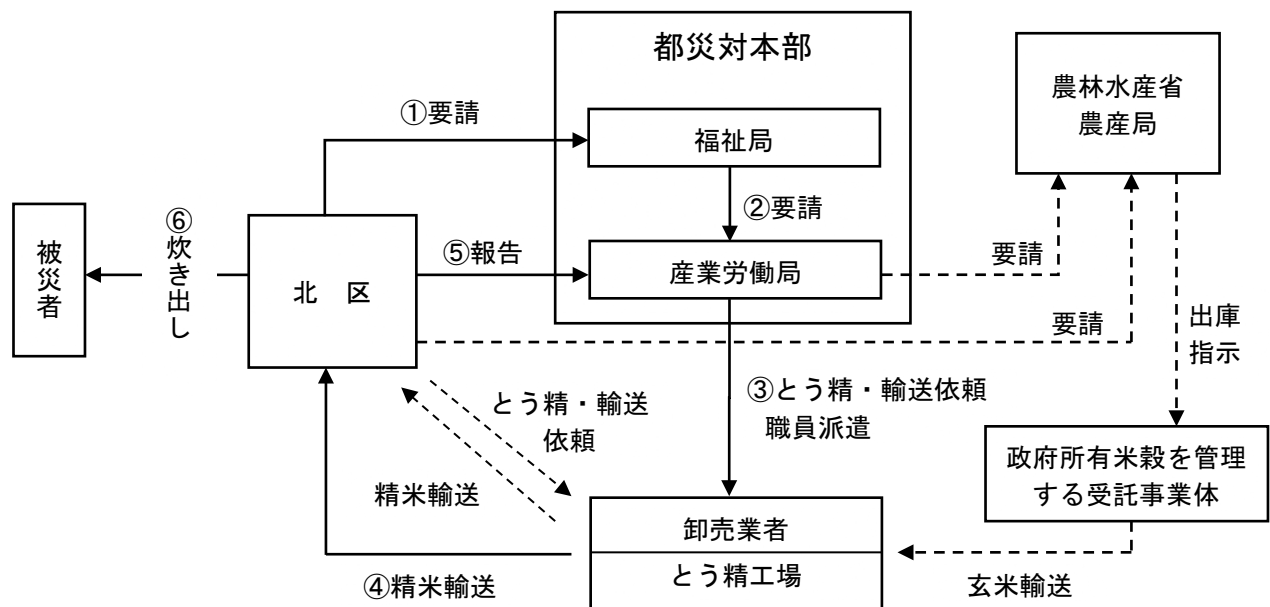 都災対本部
農林水産省
農産局
①要請
福祉局
②要請
⑥炊き出し
被災者
北 区
⑤報告
産業労働局
要請
要請
出庫
指示
とう精・輸送
依頼
③とう精・輸送依頼
職員派遣
政府所有米穀を管理
する受託事業体
精米輸送
卸売業者
とう精工場
④精米輸送
玄米輸送